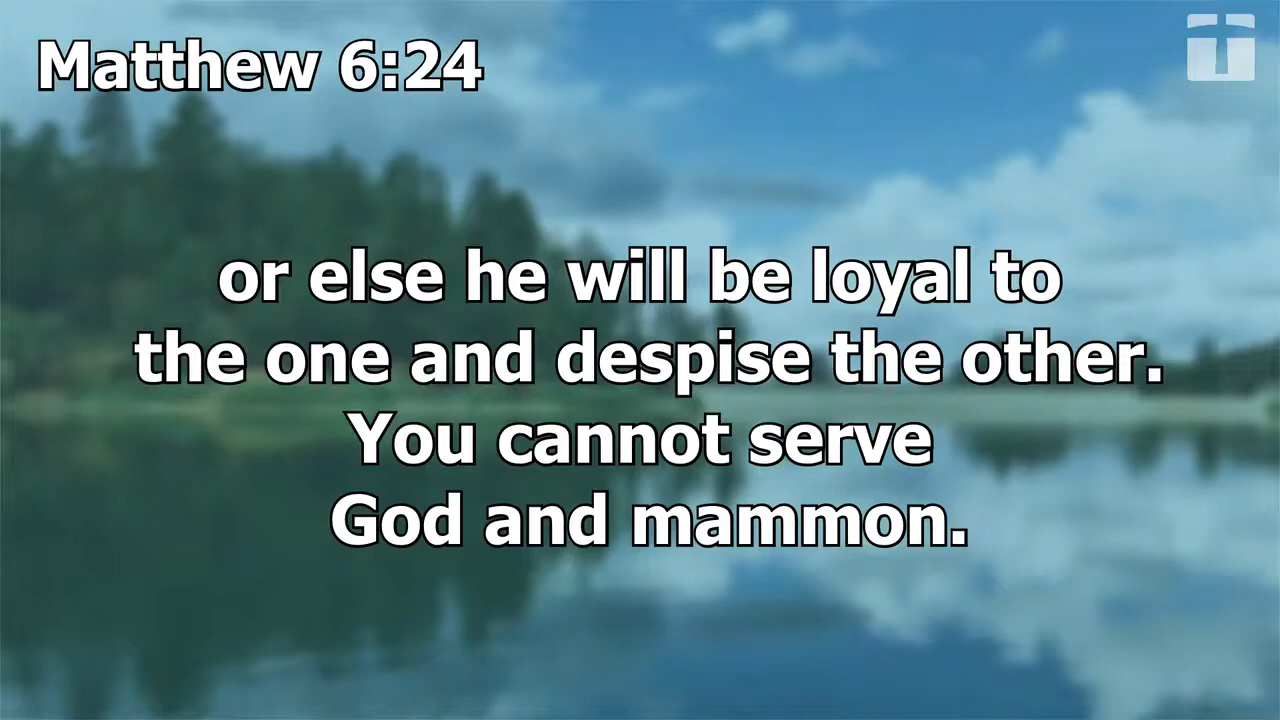 Matthew 6:24
or else he will be loyal to
the one and despise the other.
You cannot serve
God and mammon.